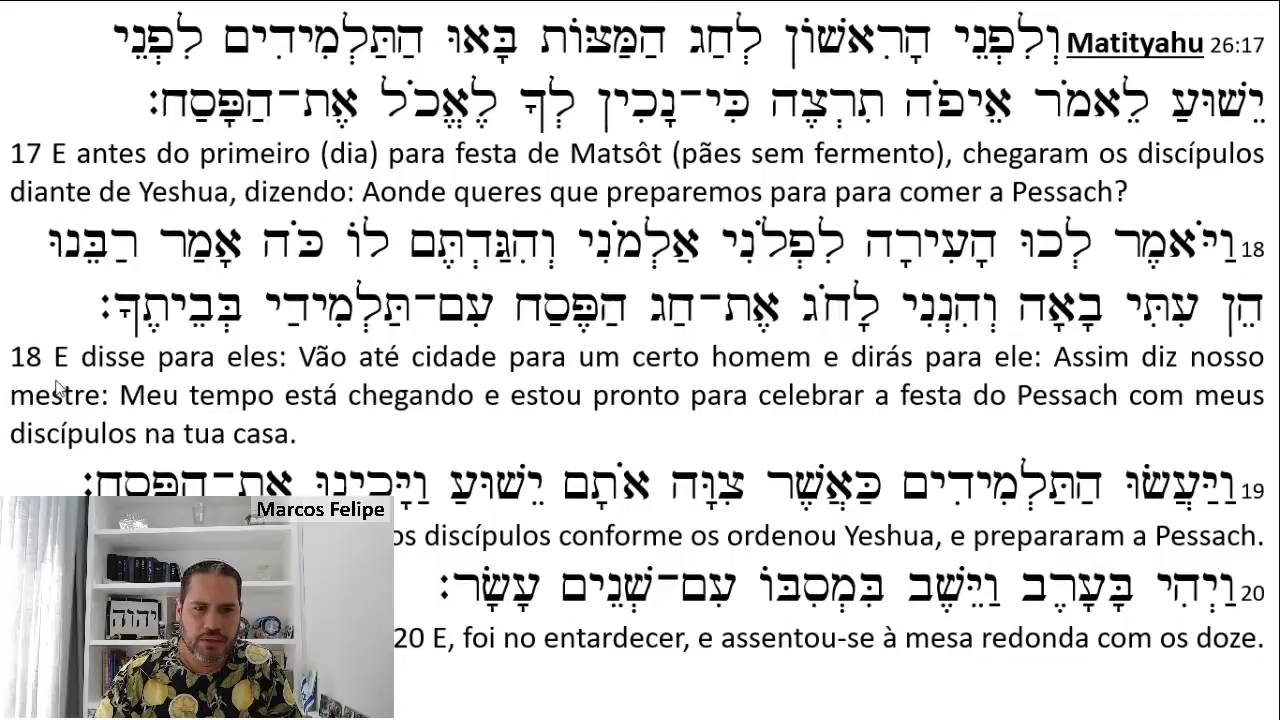 Matityahu 26:17 וְלִפְנֵי הָרִאשׁוֹן לְחַג הַמַּצּוֹת בָּאוּ הַתַּלְמִידִים לִפְנֵי
יֵשׁוּעַ לֵאמֹר אֵיפֹה תִרְצֶה כִּי־נָכִין לְךָ לֶאֱכֹל אֶת־הַפָּסַח׃
17 E antes do primeiro (dia) para festa de Matsôt (pães sem fermento), chegaram os discípulos
diante de Yeshua, dizendo: Aonde queres que preparemos para para comer a Pessach?
18 וַיֹּאמֶר לְכוּ הָעִירָה לִפְלֹנִי אַלְמֹנִי וְהִגַּדְתֶּם לוֹ כֹּה אָמַר רַבֵּנוּ
הֵן עִתִּי בָאָה וְהִנְנִי לָחֹג אֶת־חַג הַפֶּסַח עִם־תַּלְמִידַי בְּבֵיתֶךָ׃
18 E disse para eles: Vão até cidade para um certo homem e dirás para ele: Assim diz nosso
mestre: Meu tempo está chegando e estou pronto para celebrar a festa do Pessach com meus
discípulos na tua casa.
19 וַיַּעֲשׂוּ הַתַּלְמִידִים כַּאֲשֶׁר צִוָּה אֹתָם יֵשׁוּעַ וַיָּכִינוּ אֶת־הַפָּסַח׃
Marcos Felipe
os discípulos conforme os ordenou Yeshua, e prepararam a Pessach.
20 וַיְהִי בָּעָרֶב וַיֵּשֶׁב בִּמְסִבּוֹ עִם־שְׁנֵים עָשָׂר׃
יהוה
20 E, foi no entardecer, e assentou-se à mesa redonda com os doze.